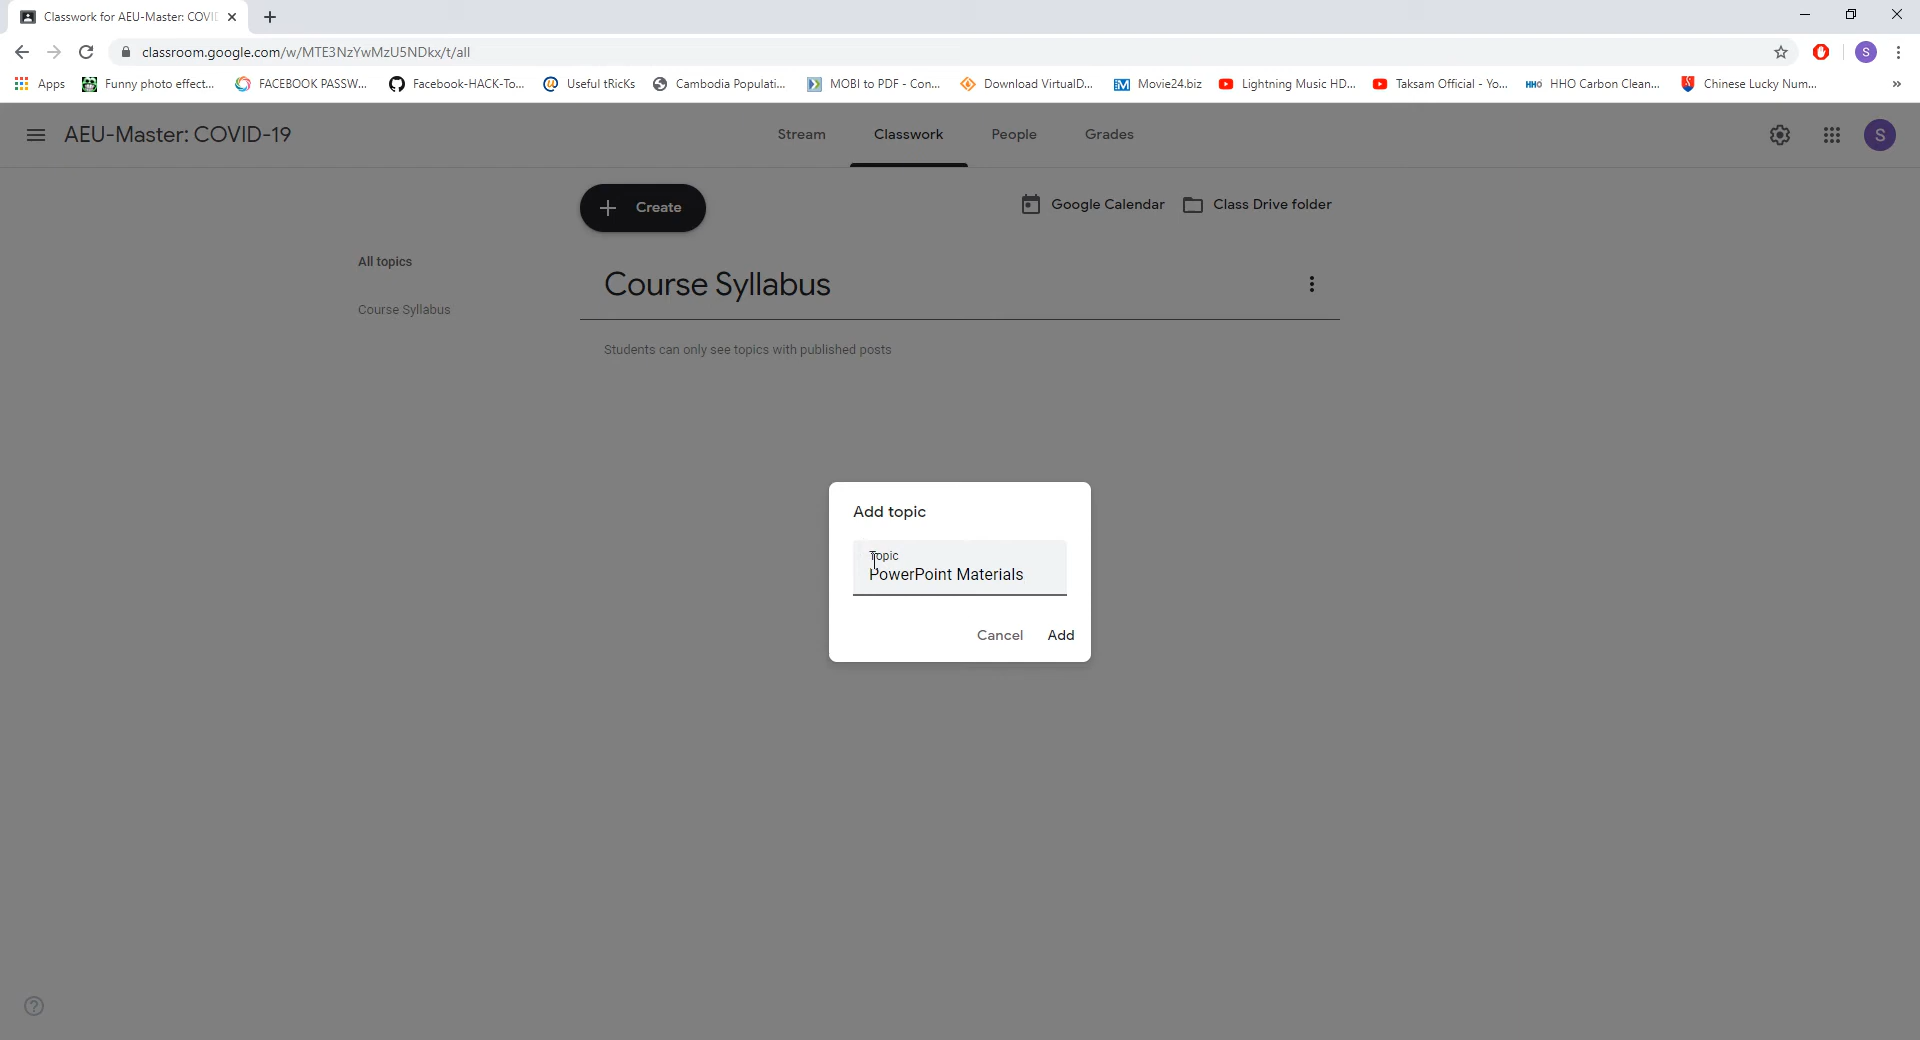 Classwork for AEU-Master: COVI
classroom.google.com/w/MTE3NzYwMzU5NDkx/t/all
S
Apps
Funny photo effect...
FACEBOOK PASSW...
Facebook-HACK-To...
Useful tRicKs
Cambodia Populati...
MOBI to PDF - Con...
Download VirtualD...
Movie24.biz
Lightning Music HD...
Taksam Official - Yo...
HHO HHO Carbon Clean...
Chinese Lucky Num...
AEU-Master: COVID-19
Stream
Classwork
People
Grades
S
Create
Google Calendar
Class Drive folder
All topics
Course Syllabus
Course Syllabus
Students can only see topics with published posts
Add topic
Topic
PowerPoint Materials
Cancel
Add